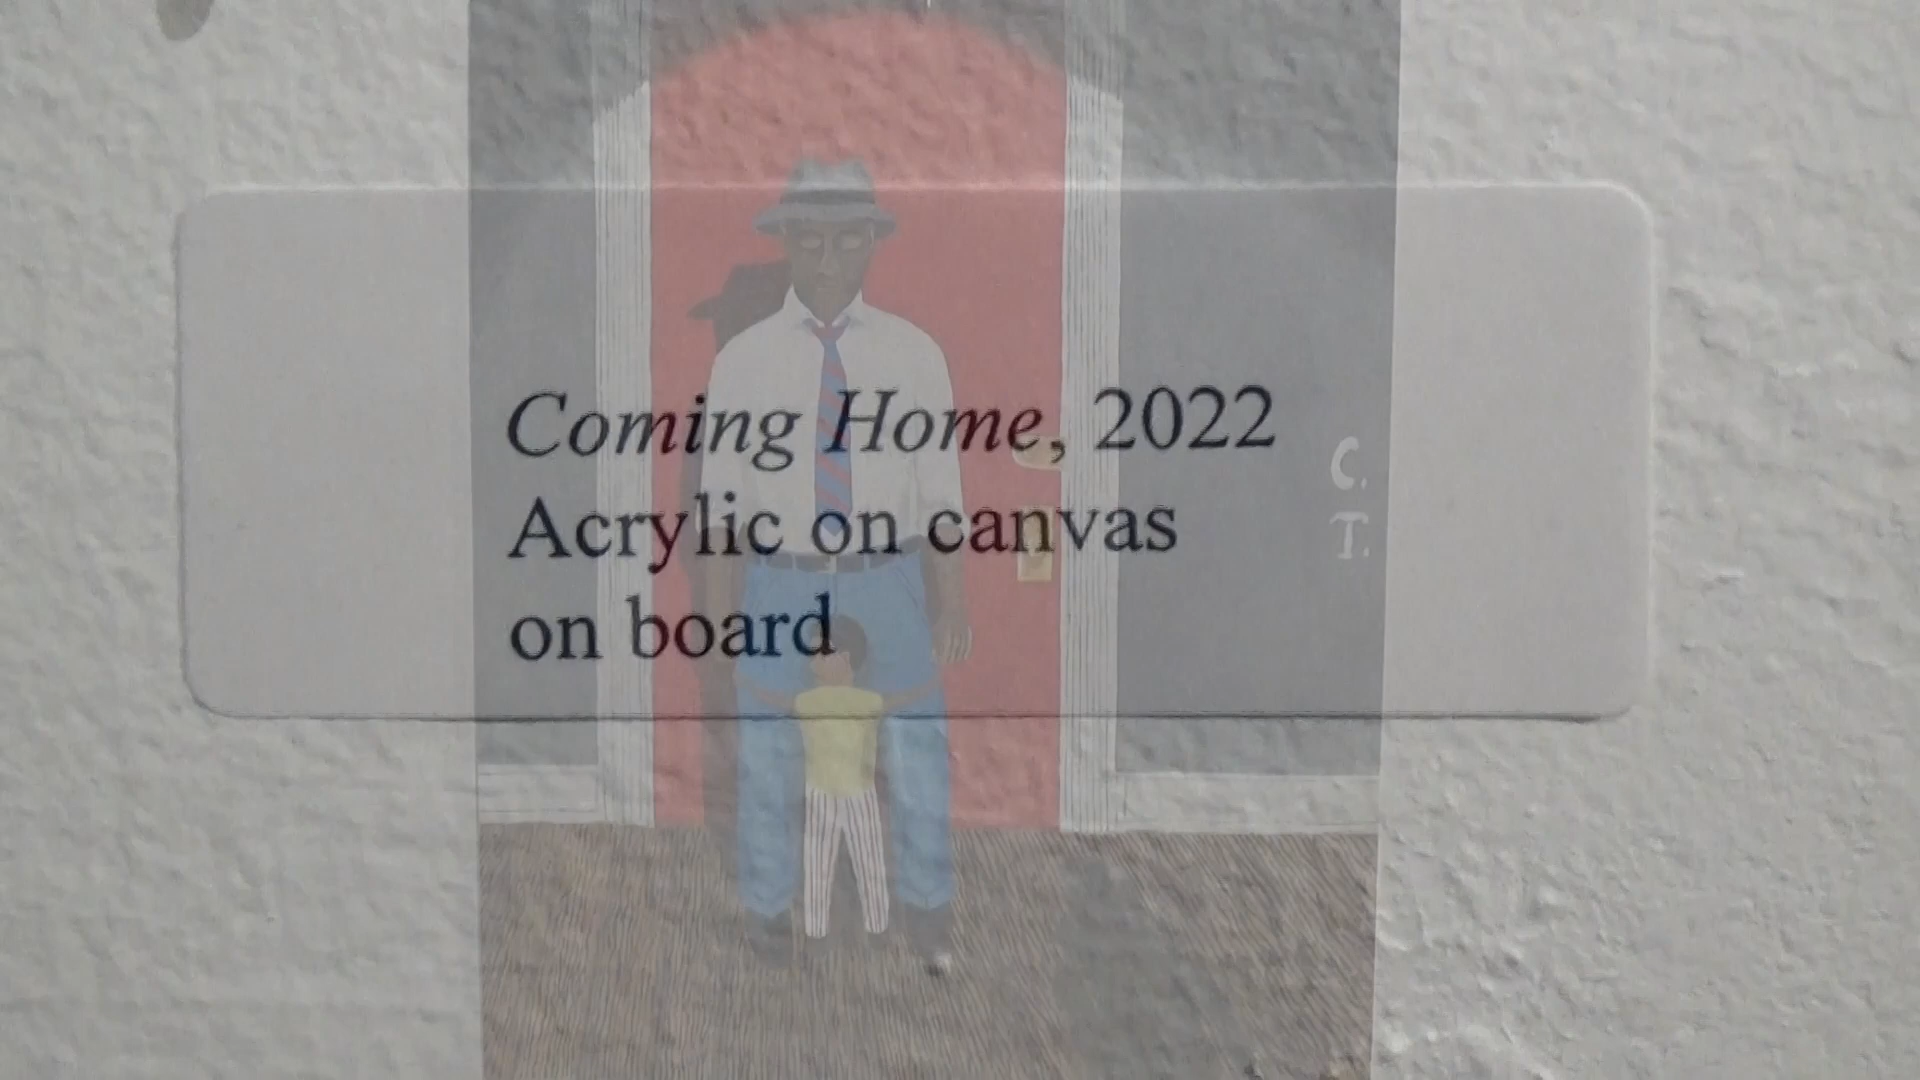 Coming Home, 2022
Acrylic on canvas
on board
C.
T.